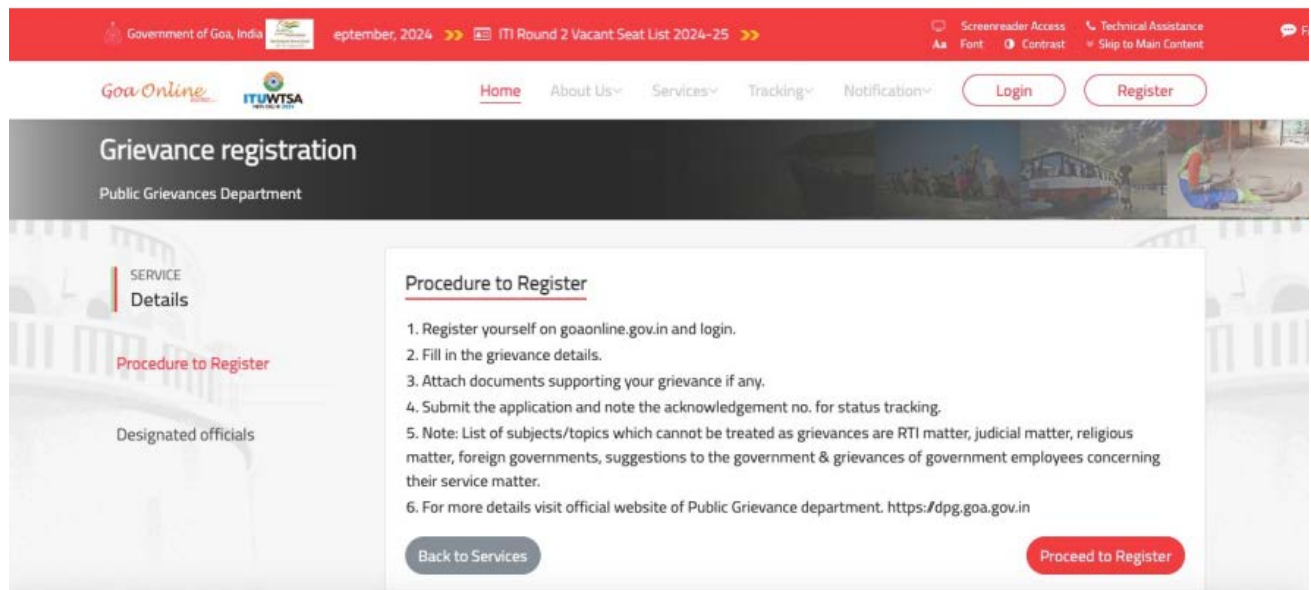 Government of Goa, India
eptember, 2024 >> ITI Round 2 Vacant Seat List 2024-25 >>
Screenreader Access Technical Assistance
Aa Font Contrast Skip to Main Content
Goa Online
ITUWTSA
Home About Us Services Tracking Notification Login Register
Grievance registration
Public Grievances Department
SERVICE
Details
Procedure to Register
Designated officials
Procedure to Register
1. Register yourself on goaonline.gov.in and login.
2. Fill in the grievance details.
3. Attach documents supporting your grievance if any.
4. Submit the application and note the acknowledgement no. for status tracking.
5. Note: List of subjects/topics which cannot be treated as grievances are RTI matter, judicial matter, religious
matter, foreign governments, suggestions to the government & grievances of government employees concerning
their service matter.
6. For more details visit official website of Public Grievance department. https://dpg.goa.gov.in
Back to Services
Proceed to Register